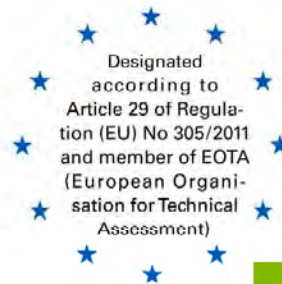 Designated
according to
Article 29 of Regula-
tion (EU) No 305/2011
and member of EOTA
(European Organi-
sation for Technical
Assessment)